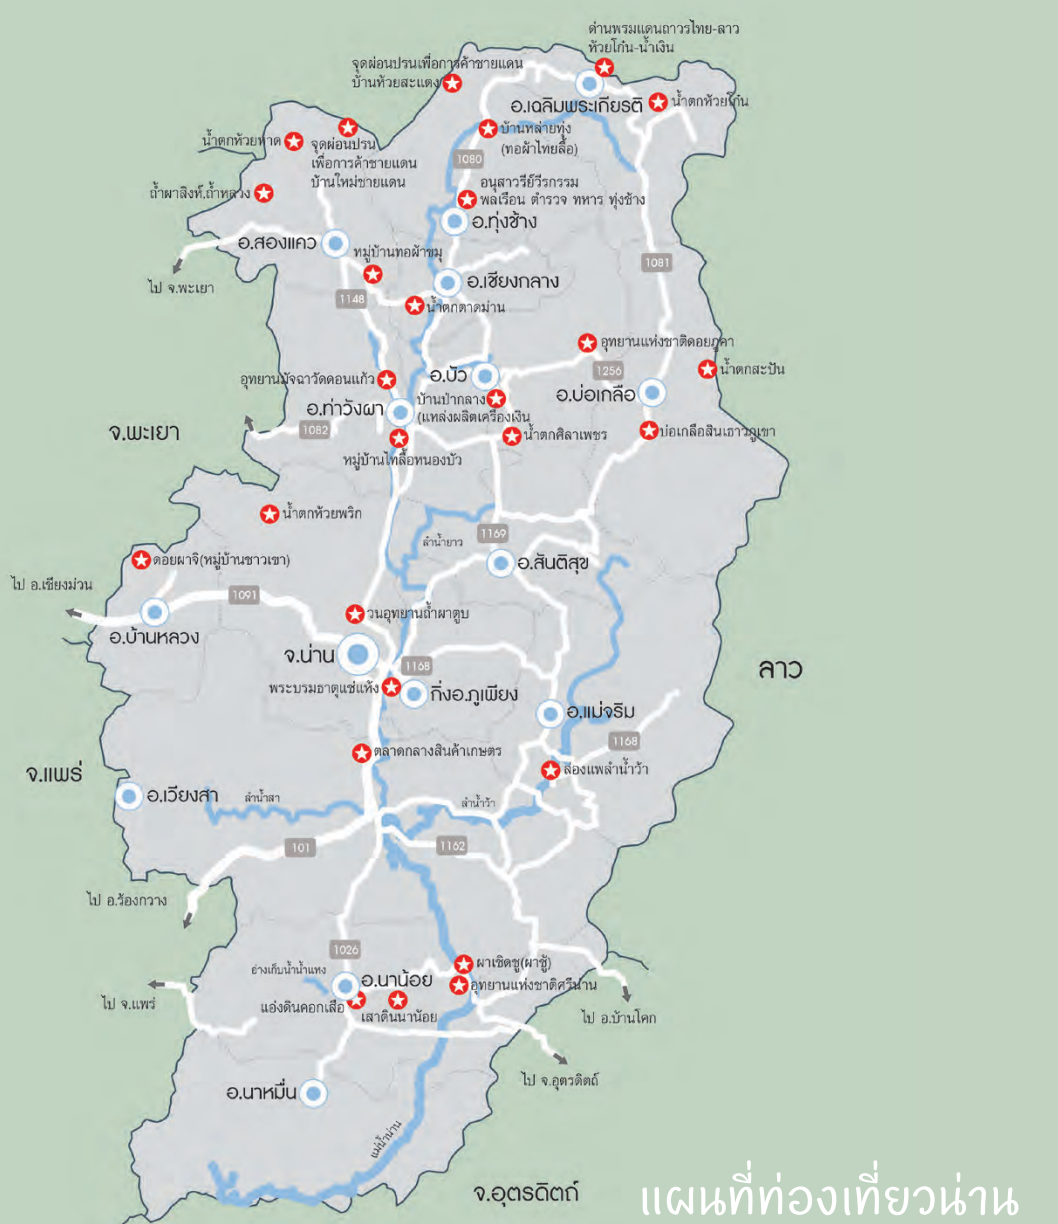 ด่านพรมแดนถาวรไทย-ลาว
ห้วยโก๋น-น้ำเงิน
จุดผ่อนปรนเพื่อการค้าชายแดน
บ้านห้วยสะแตง
อ.เฉลิมพระเกียรติ
น้ำตกห้วยโก๋น
บ้านหล่ายทุ่ง
(ทอผ้าไทยลื้อ)
น้ำตกห้วยหาด
จุดผ่อนปรน
เพื่อการค้าชายแดน
บ้านใหม่ชายแดน
1080
ถ้ำผาสิงห์,ถ้ำหลวง
อนุสาวรีย์วีรกรรม
พลเรือน ตำรวจ ทหาร ทุ่งช้าง
อ.ทุ่งช้าง
อ.สองแคว
หมู่บ้านทอผ้าขมุ
1081
ไป จ.พะเยา
อ.เชียงกลาง
1148
น้ำตกตาดม่าน
อุทยานแห่งชาติดอยภูคา
น้ำตกสะปัน
1256
อ.ปัว
อุทยานมัจฉาวัดดอนแก้ว
อ.บ่อเกลือ
บ้านป่ากลาง
(แหล่งผลิตเครื่องเงิน
อ.ท่าวังผา
1082
จ.พะเยา
น้ำตกศิลาเพชร
บ่อเกลือสินเธาวภูเขา
หมู่บ้านไทลื้อหนองบัว
น้ำตกห้วยพริก
1169
ลำน้ำยาว
ดอยผาจิ(หมู่บ้านชาวเขา)
อ.สันติสุข
ไป อ.เชียงม่วน
1091
วนอุทยานถ้ำผาตูบ
อ.บ้านหลวง
จ.น่าน
1168
ลาว
พระบรมธาตุแช่แห้ง
กิ่งอ.ภูเพียง
อ.แม่จริม
1168
ตลาดกลางสินค้าเกษตร
ล่องแพลำน้ำว้า
จ.แพร่
อ.เวียงสา
ลำน้ำสา
ลำน้ำว้า
101
1162
ไป อ.ร้องกวาง
1026
ผาเชิดชู(ผาชู้)
อ่างเก็บน้ำน้ำแหง
อ.นาน้อย
อุทยานแห่งชาติศรีน่าน
ไป จ.แพร่
แอ่งดินคอกเสือ
เสาดินนาน้อย
ไป อ.บ้านโคก
ไป จ.อุตรดิตถ์
อ.นาหมื่น
แม่น้ำน่าน
จ.อุตรดิตถ์
แผนที่ท่องเที่ยวน่าน